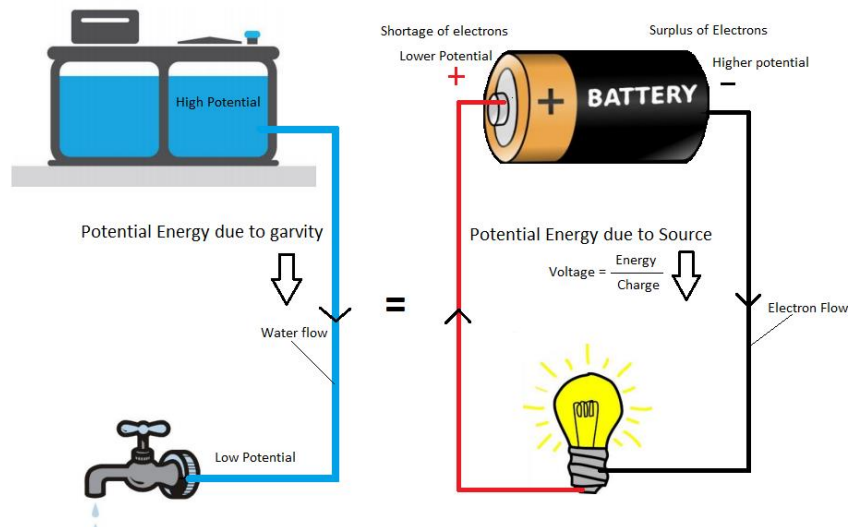 High Potential
Potential Energy due to garvity
Water flow
Low Potential
=
Shortage of electrons
Lower Potential
+
Surplus of Electrons
Higher potential
−
+ BATTERY
Potential Energy due to Source
Voltage = Energy
Charge
Electron Flow